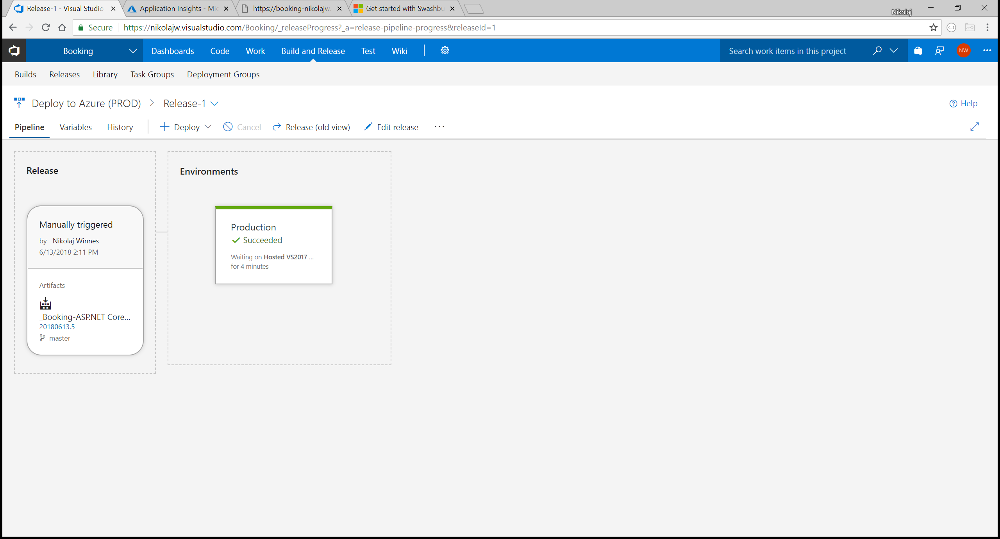 Release-1 - Visual Studio
Application Insights - Mic
https://booking-nikolajw.
Get started with Swashbu
Nikolaj
Secure
https://nikolajw.visualstudio.com/Booking/_releaseProgress?_a=release-pipeline-progress&releaseId=1
Booking
Dashboards
Code
Work
Build and Release
Test
Wiki
Search work items in this project
NW
Builds
Releases
Library
Task Groups
Deployment Groups
Deploy to Azure (PROD)
Release-1
Help
Pipeline
Variables
History
Deploy
Cancel
Release (old view)
Edit release
Release
Manually triggered
by Nikolaj Winnes
6/13/2018 2:11 PM
Artifacts
_Booking-ASP.NET Core...
20180613.5
master
Environments
Production
Succeeded
Waiting on Hosted VS2017 ...
for 4 minutes